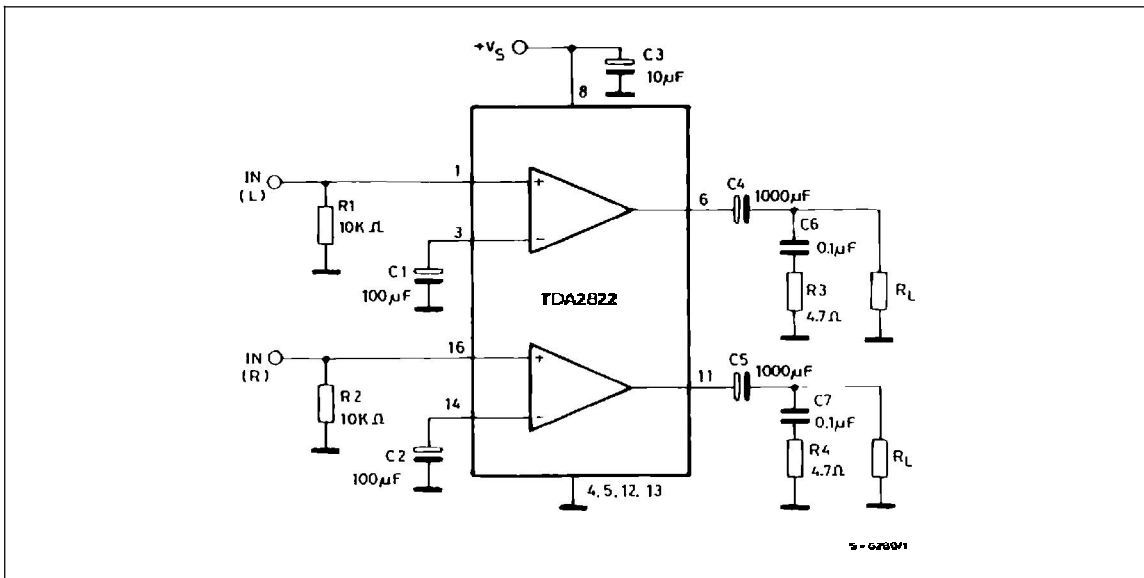 +VS
C3
10µF
8
IN
(L)
1
R1
10K Ω
3
C1
100µF
6
C4
1000µF
C6
0.1µF
R3
4.7Ω
RL
TDA2822
IN
(R)
16
R2
10K Ω
14
C2
100µF
11
C5
1000µF
C7
0.1µF
R4
4.7Ω
RL
4, 5, 12, 13